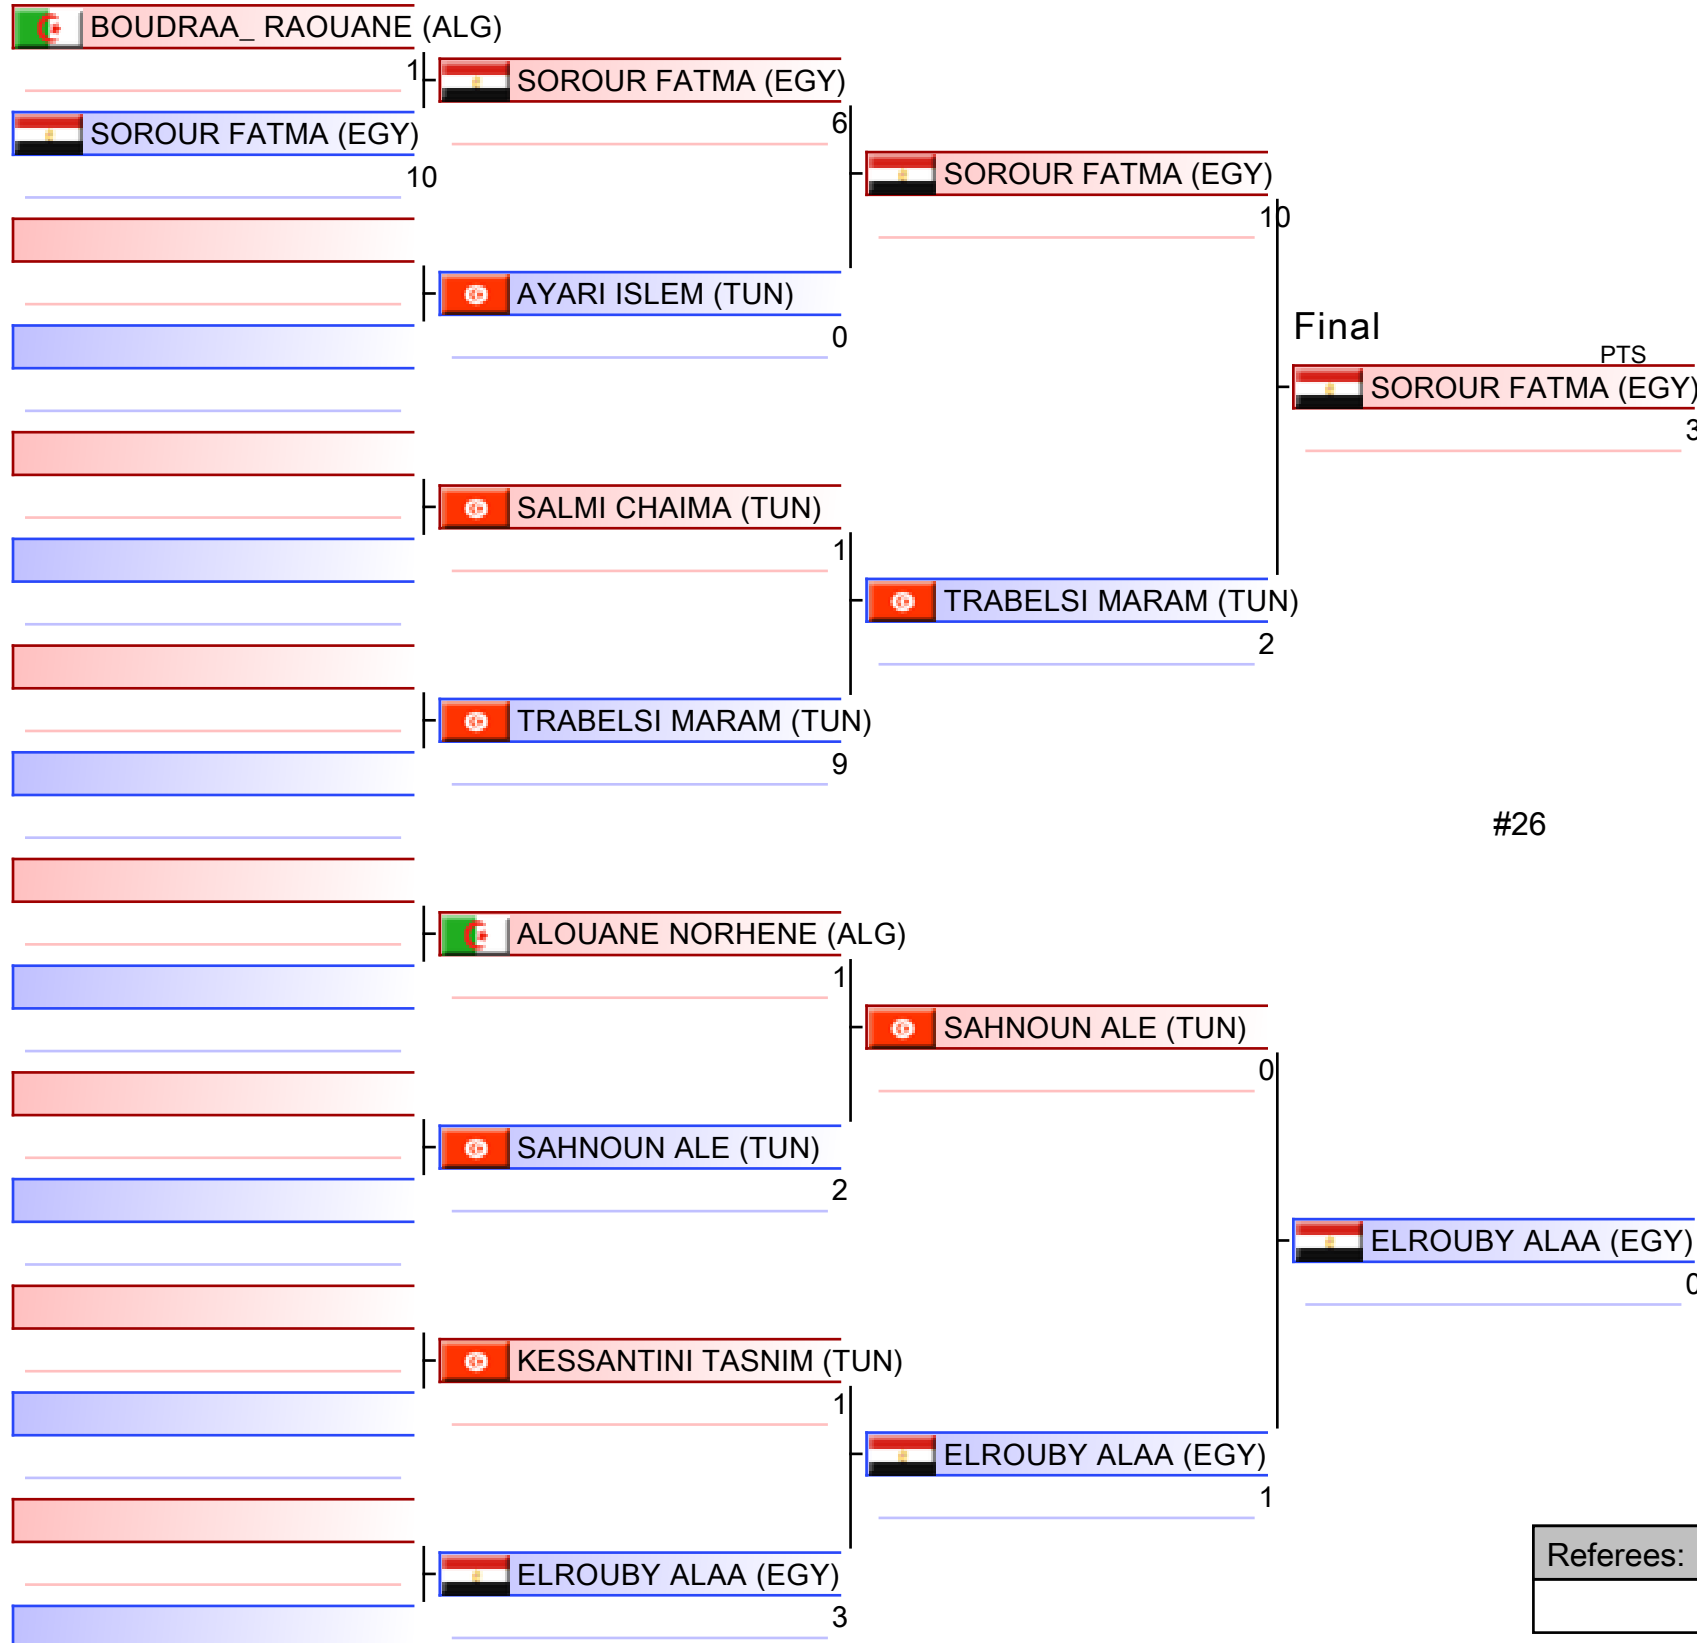 BOUDRAA_ RAOUANE (ALG)
1
SOROUR FATMA (EGY)
10
SOROUR FATMA (EGY)
6
AYARI ISLEM (TUN)
0
SALMI CHAIMA (TUN)
1
TRABELSI MARAM (TUN)
9
ALOUANE NORHENE (ALG)
1
SAHNOUN ALE (TUN)
2
KESSANTINI TASNIM (TUN)
1
ELROUBY ALAA (EGY)
3
SOROUR FATMA (EGY)
10
TRABELSI MARAM (TUN)
2
SAHNOUN ALE (TUN)
0
ELROUBY ALAA (EGY)
1
Final
PTS
SOROUR FATMA (EGY)
3
#26
ELROUBY ALAA (EGY)
0
Referees: